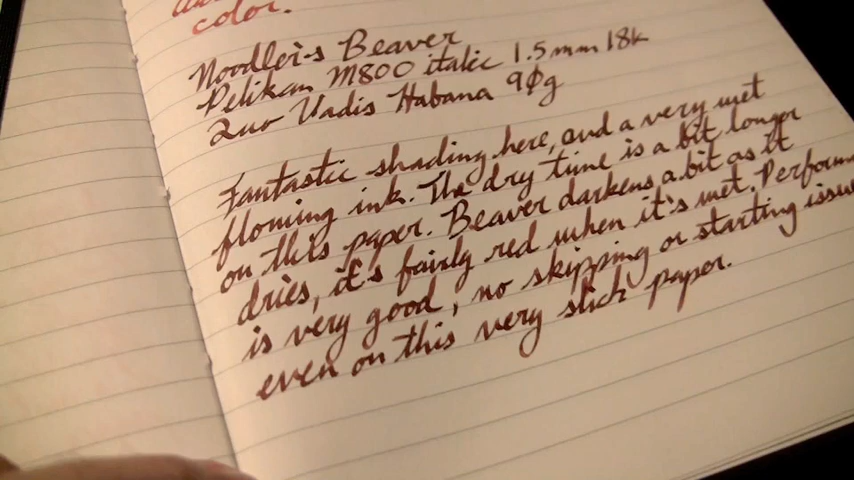 color.
Noodler's Beaver
Pelikan M800 italic 1.5mm 18k
Quo Vadis Habana 90g
Fantastic shading here, and a very wet
flowing ink. The dry time is a bit longer
on this paper. Beaver darkens a bit as it
dries, it's fairly red when it's wet. Perform
is very good, no skipping or starting issue
even on this very slick paper.